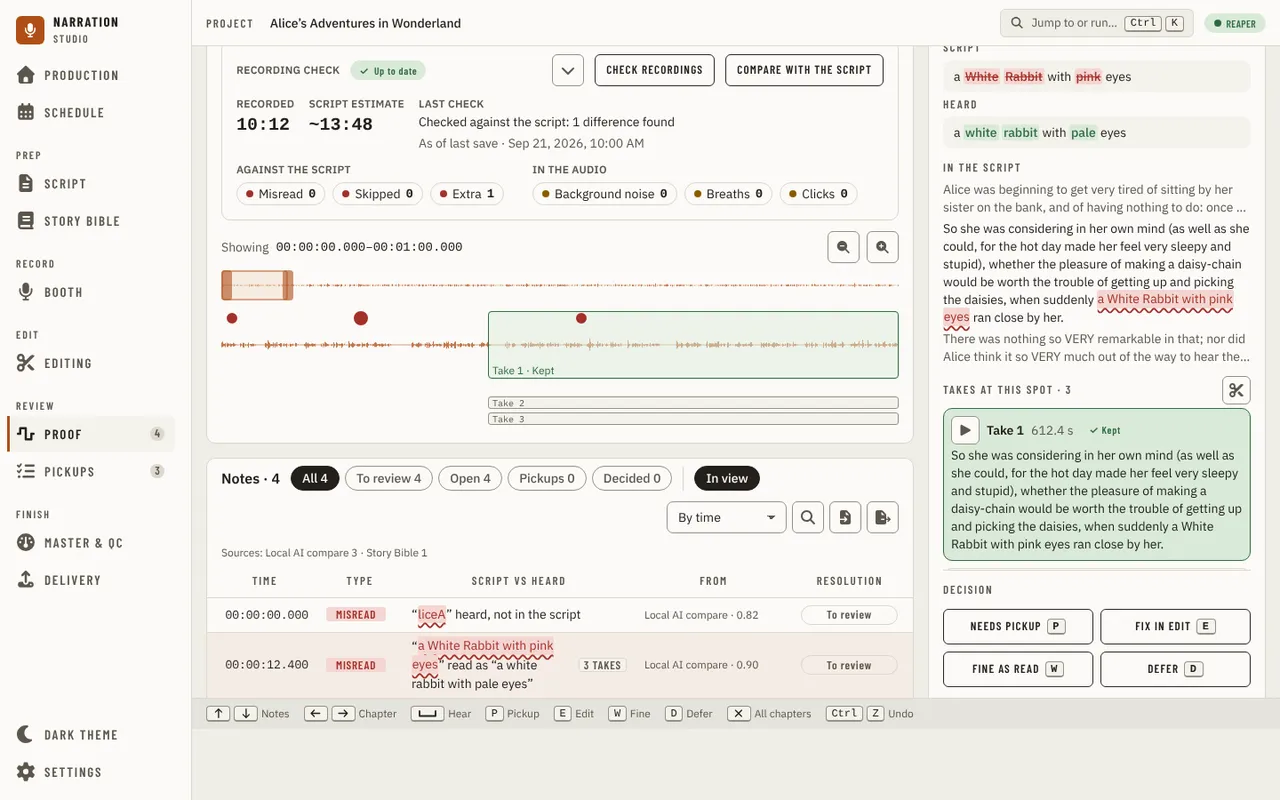 NARRATION
STUDIO
PRODUCTION
SCHEDULE
PREP
SCRIPT
STORY BIBLE
RECORD
BOOTH
EDIT
EDITING
REVIEW
PROOF 4
PICKUPS 3
FINISH
MASTER & QC
DELIVERY
DARK THEME
SETTINGS
PROJECT Alice’s Adventures in Wonderland
Jump to or run… Ctrl K
REAPER
RECORDING CHECK Up to date
CHECK RECORDINGS
COMPARE WITH THE SCRIPT
RECORDED SCRIPT ESTIMATE LAST CHECK
10:12 ~13:48 Checked against the script: 1 difference found
As of last save · Sep 21, 2026, 10:00 AM
AGAINST THE SCRIPT IN THE AUDIO
Misread 0 Skipped 0 Extra 1 Background noise 0 Breaths 0 Clicks 0
Showing 00:00:00.000–00:01:00.000
Take 1 · Kept
Take 2
Take 3
Notes · 4 All 4 To review 4 Open 4 Pickups 0 Decided 0 In view
By time
Sources: Local AI compare 3 · Story Bible 1
TIME TYPE SCRIPT VS HEARD FROM RESOLUTION
00:00:00.000 MISREAD “liceA” heard, not in the script Local AI compare · 0.82 To review
“a White Rabbit with pink
00:00:12.400 MISREAD eyes” read as “a white 3 TAKES Local AI compare · 0.90 To review
rabbit with pale eyes”
SCRIPT
a White Rabbit with pink eyes
HEARD
a white rabbit with pale eyes
IN THE SCRIPT
Alice was beginning to get very tired of sitting by her
sister on the bank, and of having nothing to do: once …
So she was considering in her own mind (as well as she
could, for the hot day made her feel very sleepy and
stupid), whether the pleasure of making a daisy-chain
would be worth the trouble of getting up and picking
the daisies, when suddenly a White Rabbit with pink
eyes ran close by her.
There was nothing so VERY remarkable in that; nor did
Alice think it so VERY much out of the way to hear the…
TAKES AT THIS SPOT · 3
Take 1 612.4 s Kept
So she was considering in her own mind (as well as
she could, for the hot day made her feel very sleepy
and stupid), whether the pleasure of making a
daisy-chain would be worth the trouble of getting up
and picking the daisies, when suddenly a White
Rabbit with pink eyes ran close by her.
DECISION
NEEDS PICKUP P FIX IN EDIT E
FINE AS READ W DEFER D
↑ ↓ Notes ← → Chapter Hear P Pickup E Edit W Fine D Defer ✕ All chapters Ctrl Z Undo